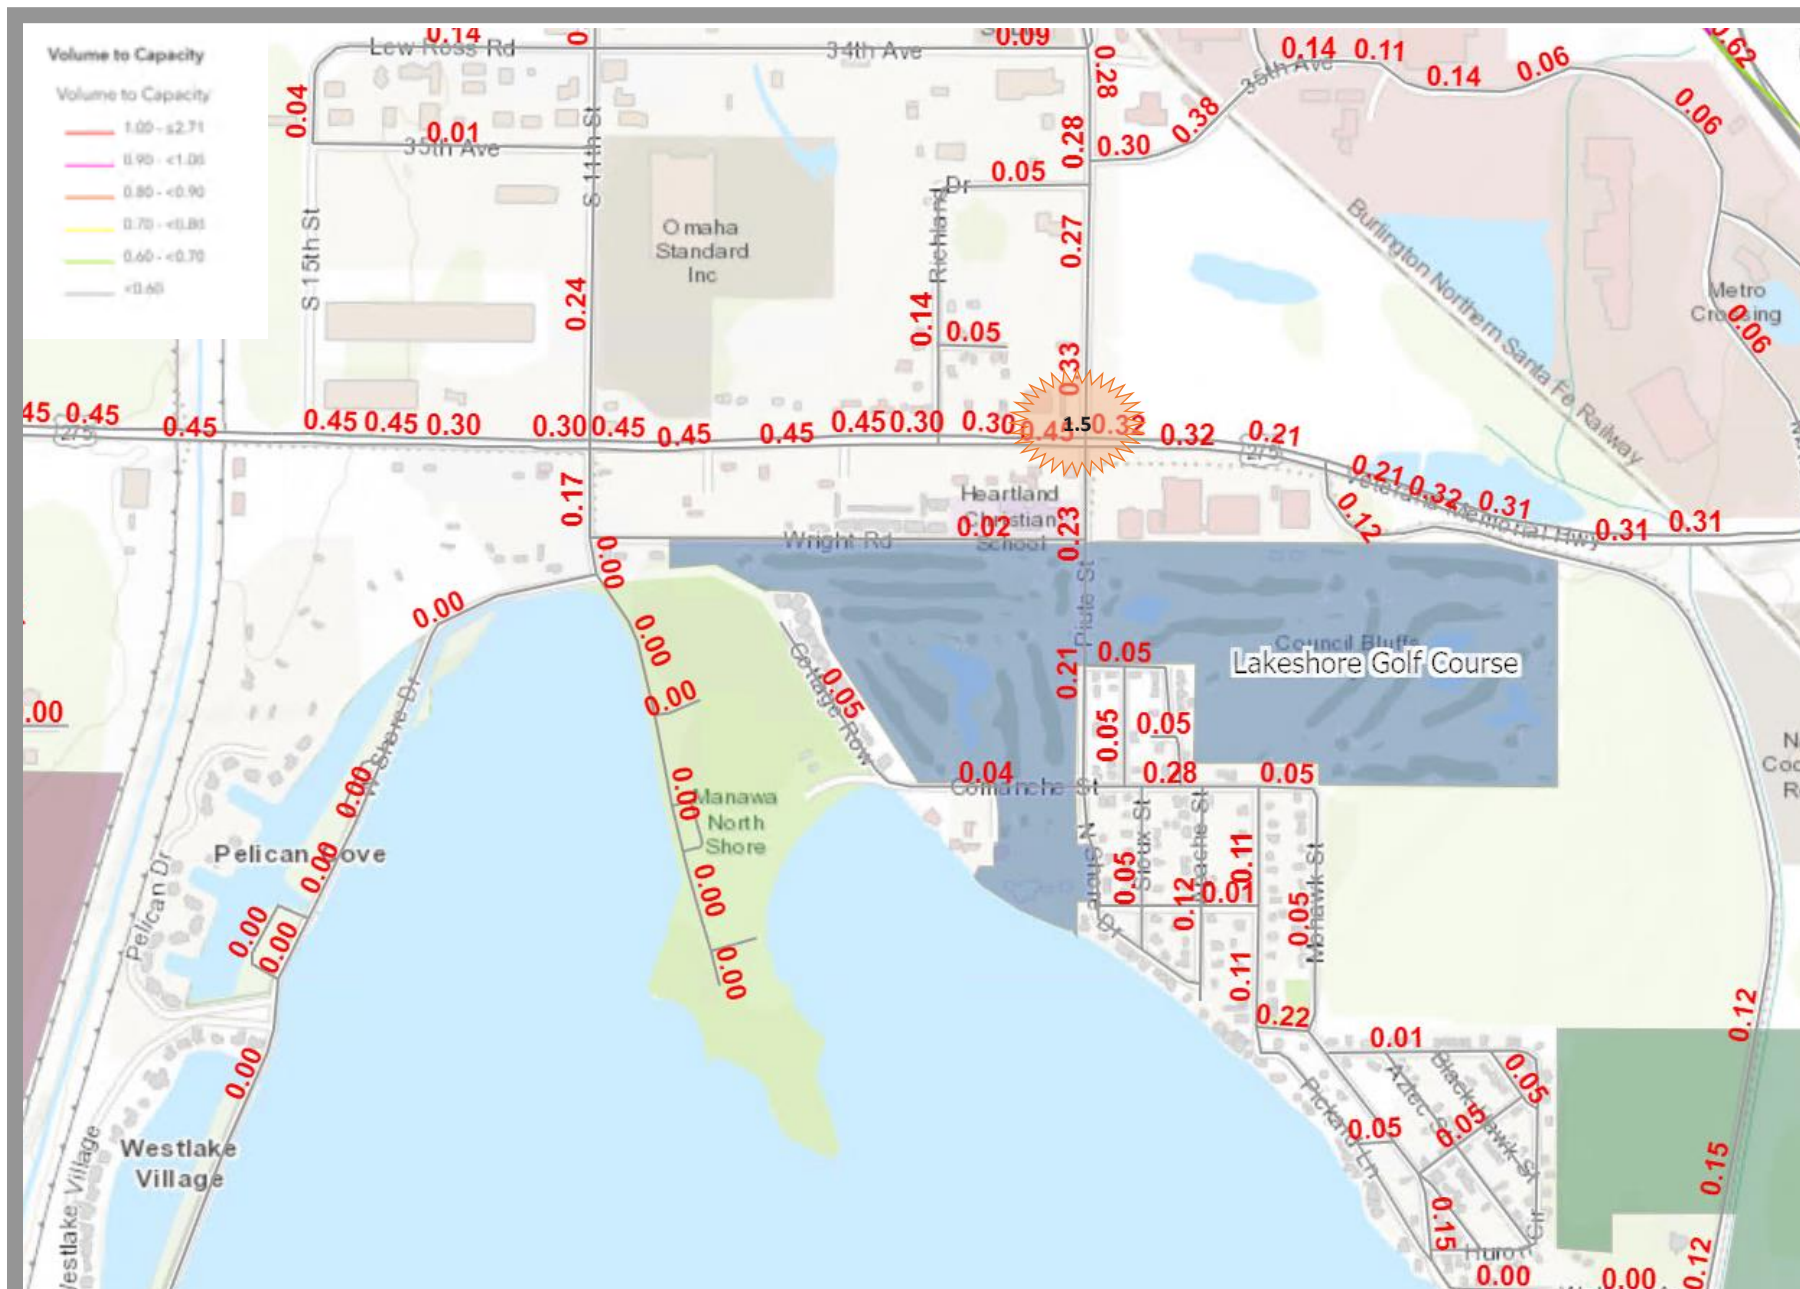 Volume to Capacity
Volume to Capacity
1.00 - ≤2.71
0.90 - <1.00
0.80 - <0.90
0.70 - <0.80
0.60 - <0.70
<0.60
0.14
Lew Ross Rd
34th Ave
0.09
0.28
0.14
0.11
35th Ave
0.14
0.06
0.62
0.04
0.01
35th Ave
S 11th St
0.28
0.30
0.38
0.06
Dr
0.05
S 15th St
Omaha
Standard
Inc
Richland
0.27
Burlington Northern Santa Fe Railway
0.24
0.14
0.05
0.33
Metro
Crossing
0.06
45
0.45
0.45
275
0.45
0.45
0.30
0.30
0.45
0.45
0.45
0.45
0.30
0.30
0.45
1.5
0.32
0.32
0.21
0.21
0.32
0.31
0.31
0.31
Veterans Memorial Hwy
0.12
0.17
Heartland
Christian
School
0.02
Wright Rd
0.23
0.00
0.00
0.00
0.00
Piute St
Council Bluffs
Lakeshore Golf Course
0.21
0.05
0.05
0.05
.00
Cottage Row
0.05
W Shore Dr
0.00
0.00
Manawa
North
Shore
0.04
Comanche St
0.28
0.05
Pelican Cove
0.00
0.00
Pelican Dr
0.00
0.00
0.00
N Shore Dr
0.05
Sioux St
Apache St
0.12
0.11
0.01
0.05
Mohawk St
0.11
0.22
0.12
0.00
0.01
Aztec S
Black Hawk St
0.05
Pickard Ln
0.05
0.05
Westlake
Village
Westlake Village
0.15
0.15
Huron
Cir
0.00
0.00
0.12